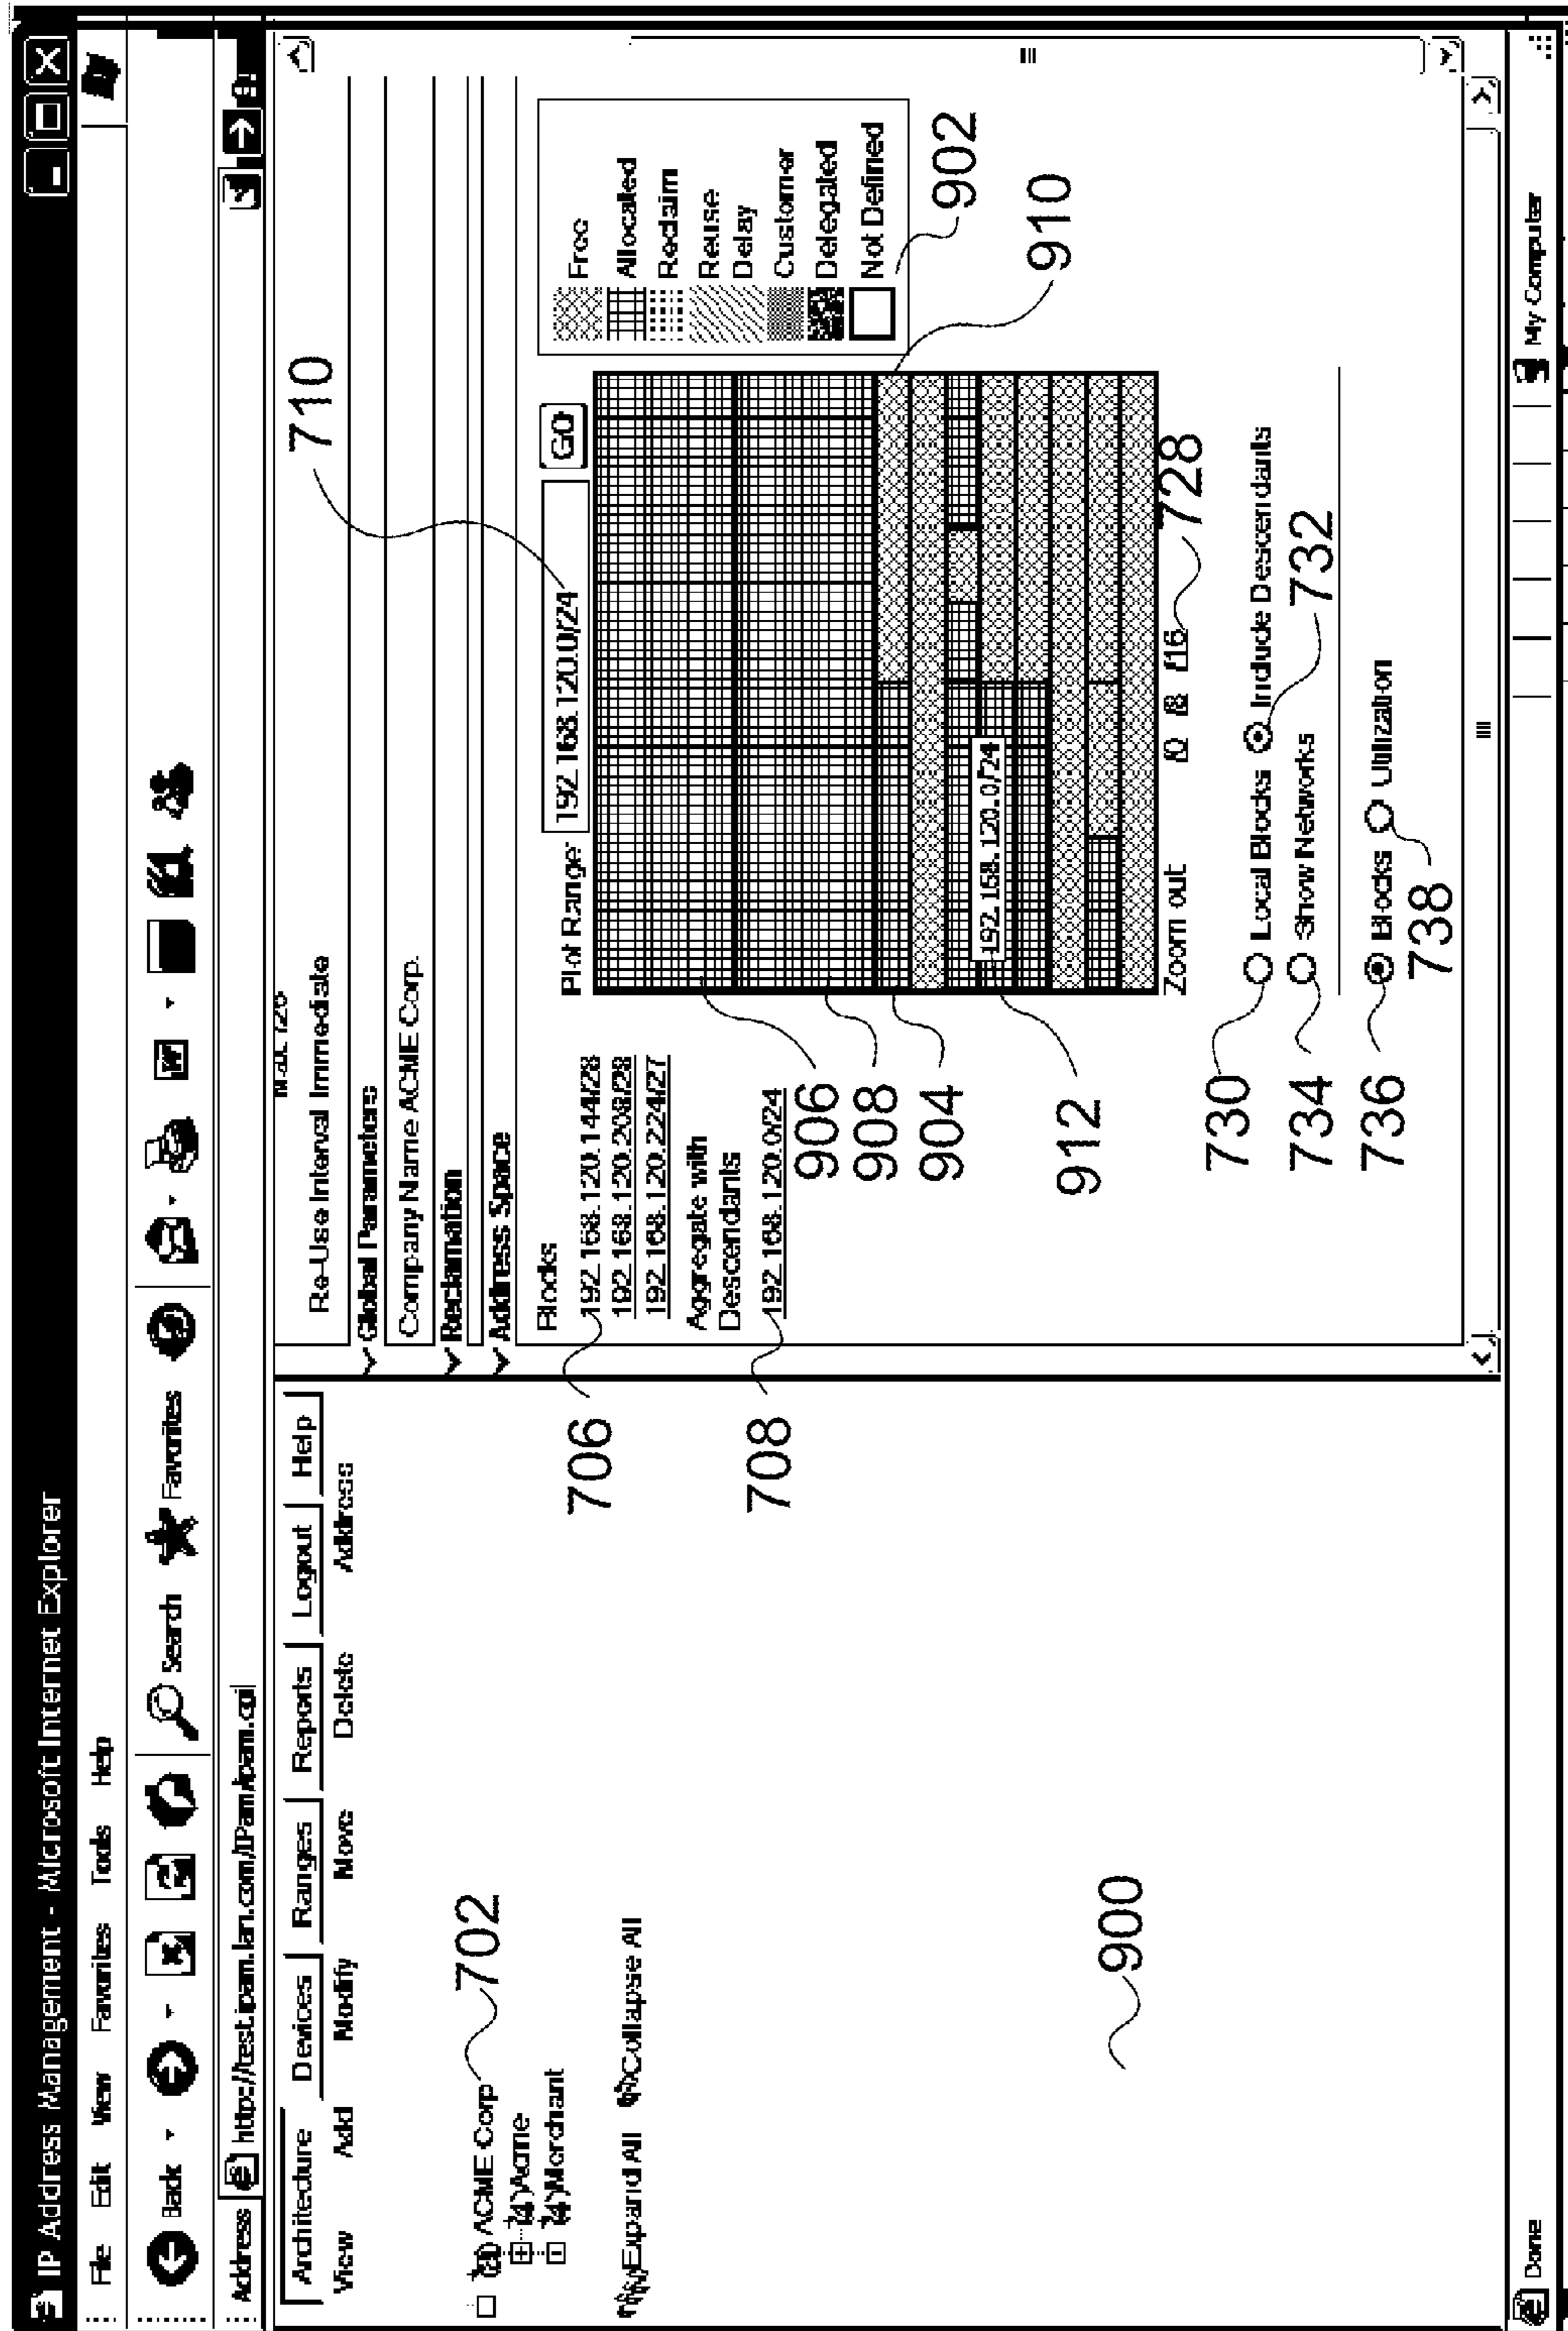 IP Address Management - Microsoft Internet Explorer
File Edit View Favorites Tools Help
Back Search Favorites
Address http://test.ipam.lan.com/IPam/ipam.cgi
Architecture Devices Ranges Reports Logout Help
View Add Modify Move Delete Address
ACME Corp 702
Acme
Merchant
Expand All Collapse All
900
Re-Use Interval Immediate
Global Parameters
Company Name ACME Corp.
Reclamation
Address Space
710
Blocks
706
192.168.120.144/28
192.168.120.208/28
192.168.120.224/27
Aggregate with
Descendants
708
192.168.120.0/24
906
908
904
912
Plot Range 192.168.120.0/24 GO
192.168.120.0/24
Free
Allocated
Reclaim
Reuse
Delay
Customer
Delegated
Not Defined
902
910
Zoom out /0 /8 /16
728
730
Local Blocks Include Descendants
732
734
Show Networks
736
Blocks Utilization
738
Done My Computer